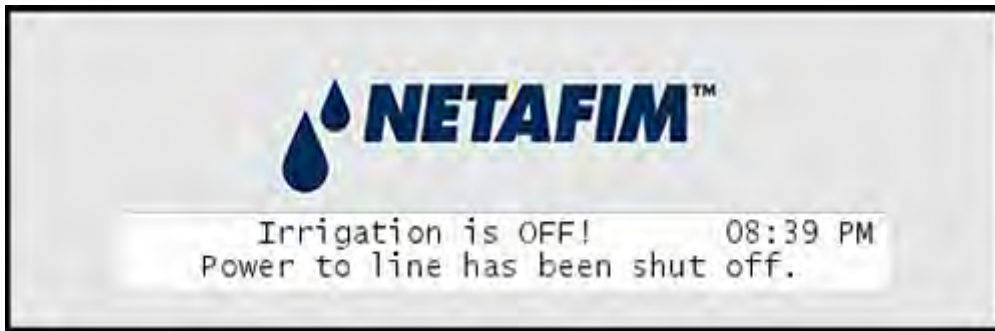 NETAFIM™
Irrigation is OFF! 08:39 PM
Power to line has been shut off.